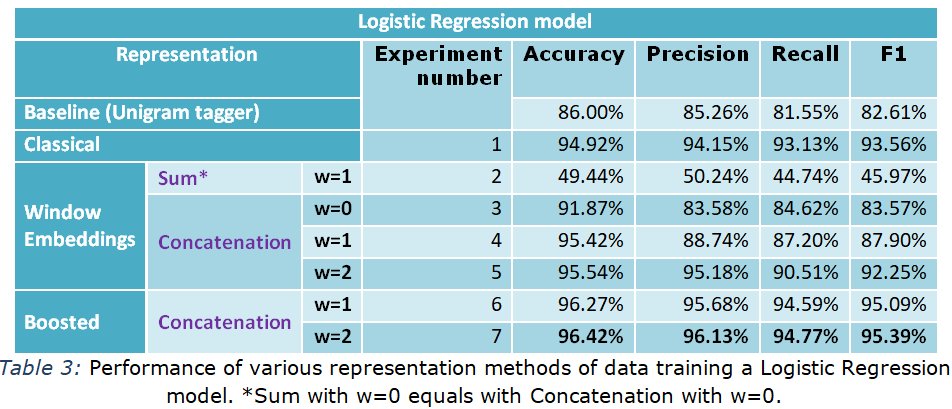 Logistic Regression model
Representation Experiment number Accuracy Precision Recall F1
Baseline (Unigram tagger) 86.00% 85.26% 81.55% 82.61%
Classical 1 94.92% 94.15% 93.13% 93.56%
Window Embeddings Sum* w=1 2 49.44% 50.24% 44.74% 45.97%
Concatenation w=0 3 91.87% 83.58% 84.62% 83.57%
w=1 4 95.42% 88.74% 87.20% 87.90%
w=2 5 95.54% 95.18% 90.51% 92.25%
Boosted Concatenation w=1 6 96.27% 95.68% 94.59% 95.09%
w=2 7 96.42% 96.13% 94.77% 95.39%
Table 3: Performance of various representation methods of data training a Logistic Regression
model. *Sum with w=0 equals with Concatenation with w=0.